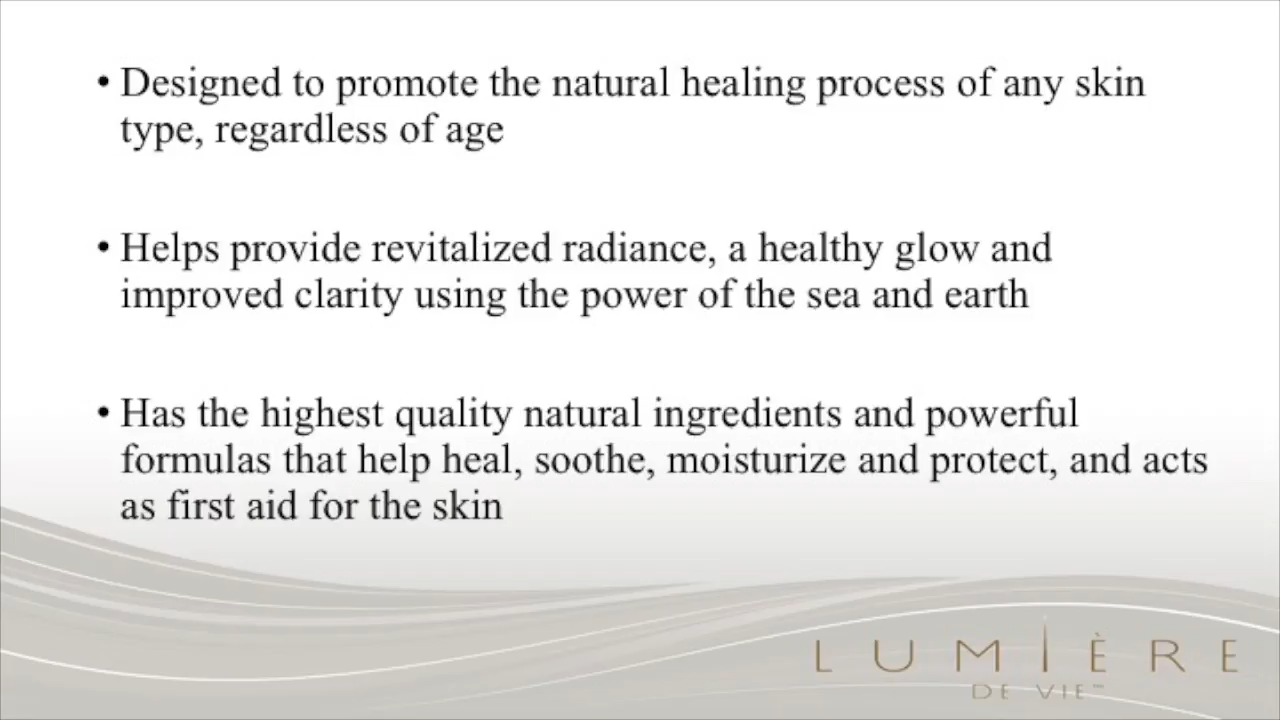 • Designed to promote the natural healing process of any skin
type, regardless of age
• Helps provide revitalized radiance, a healthy glow and
improved clarity using the power of the sea and earth
• Has the highest quality natural ingredients and powerful
formulas that help heal, soothe, moisturize and protect, and acts
as first aid for the skin
LUMIÈRE
DE VIE™